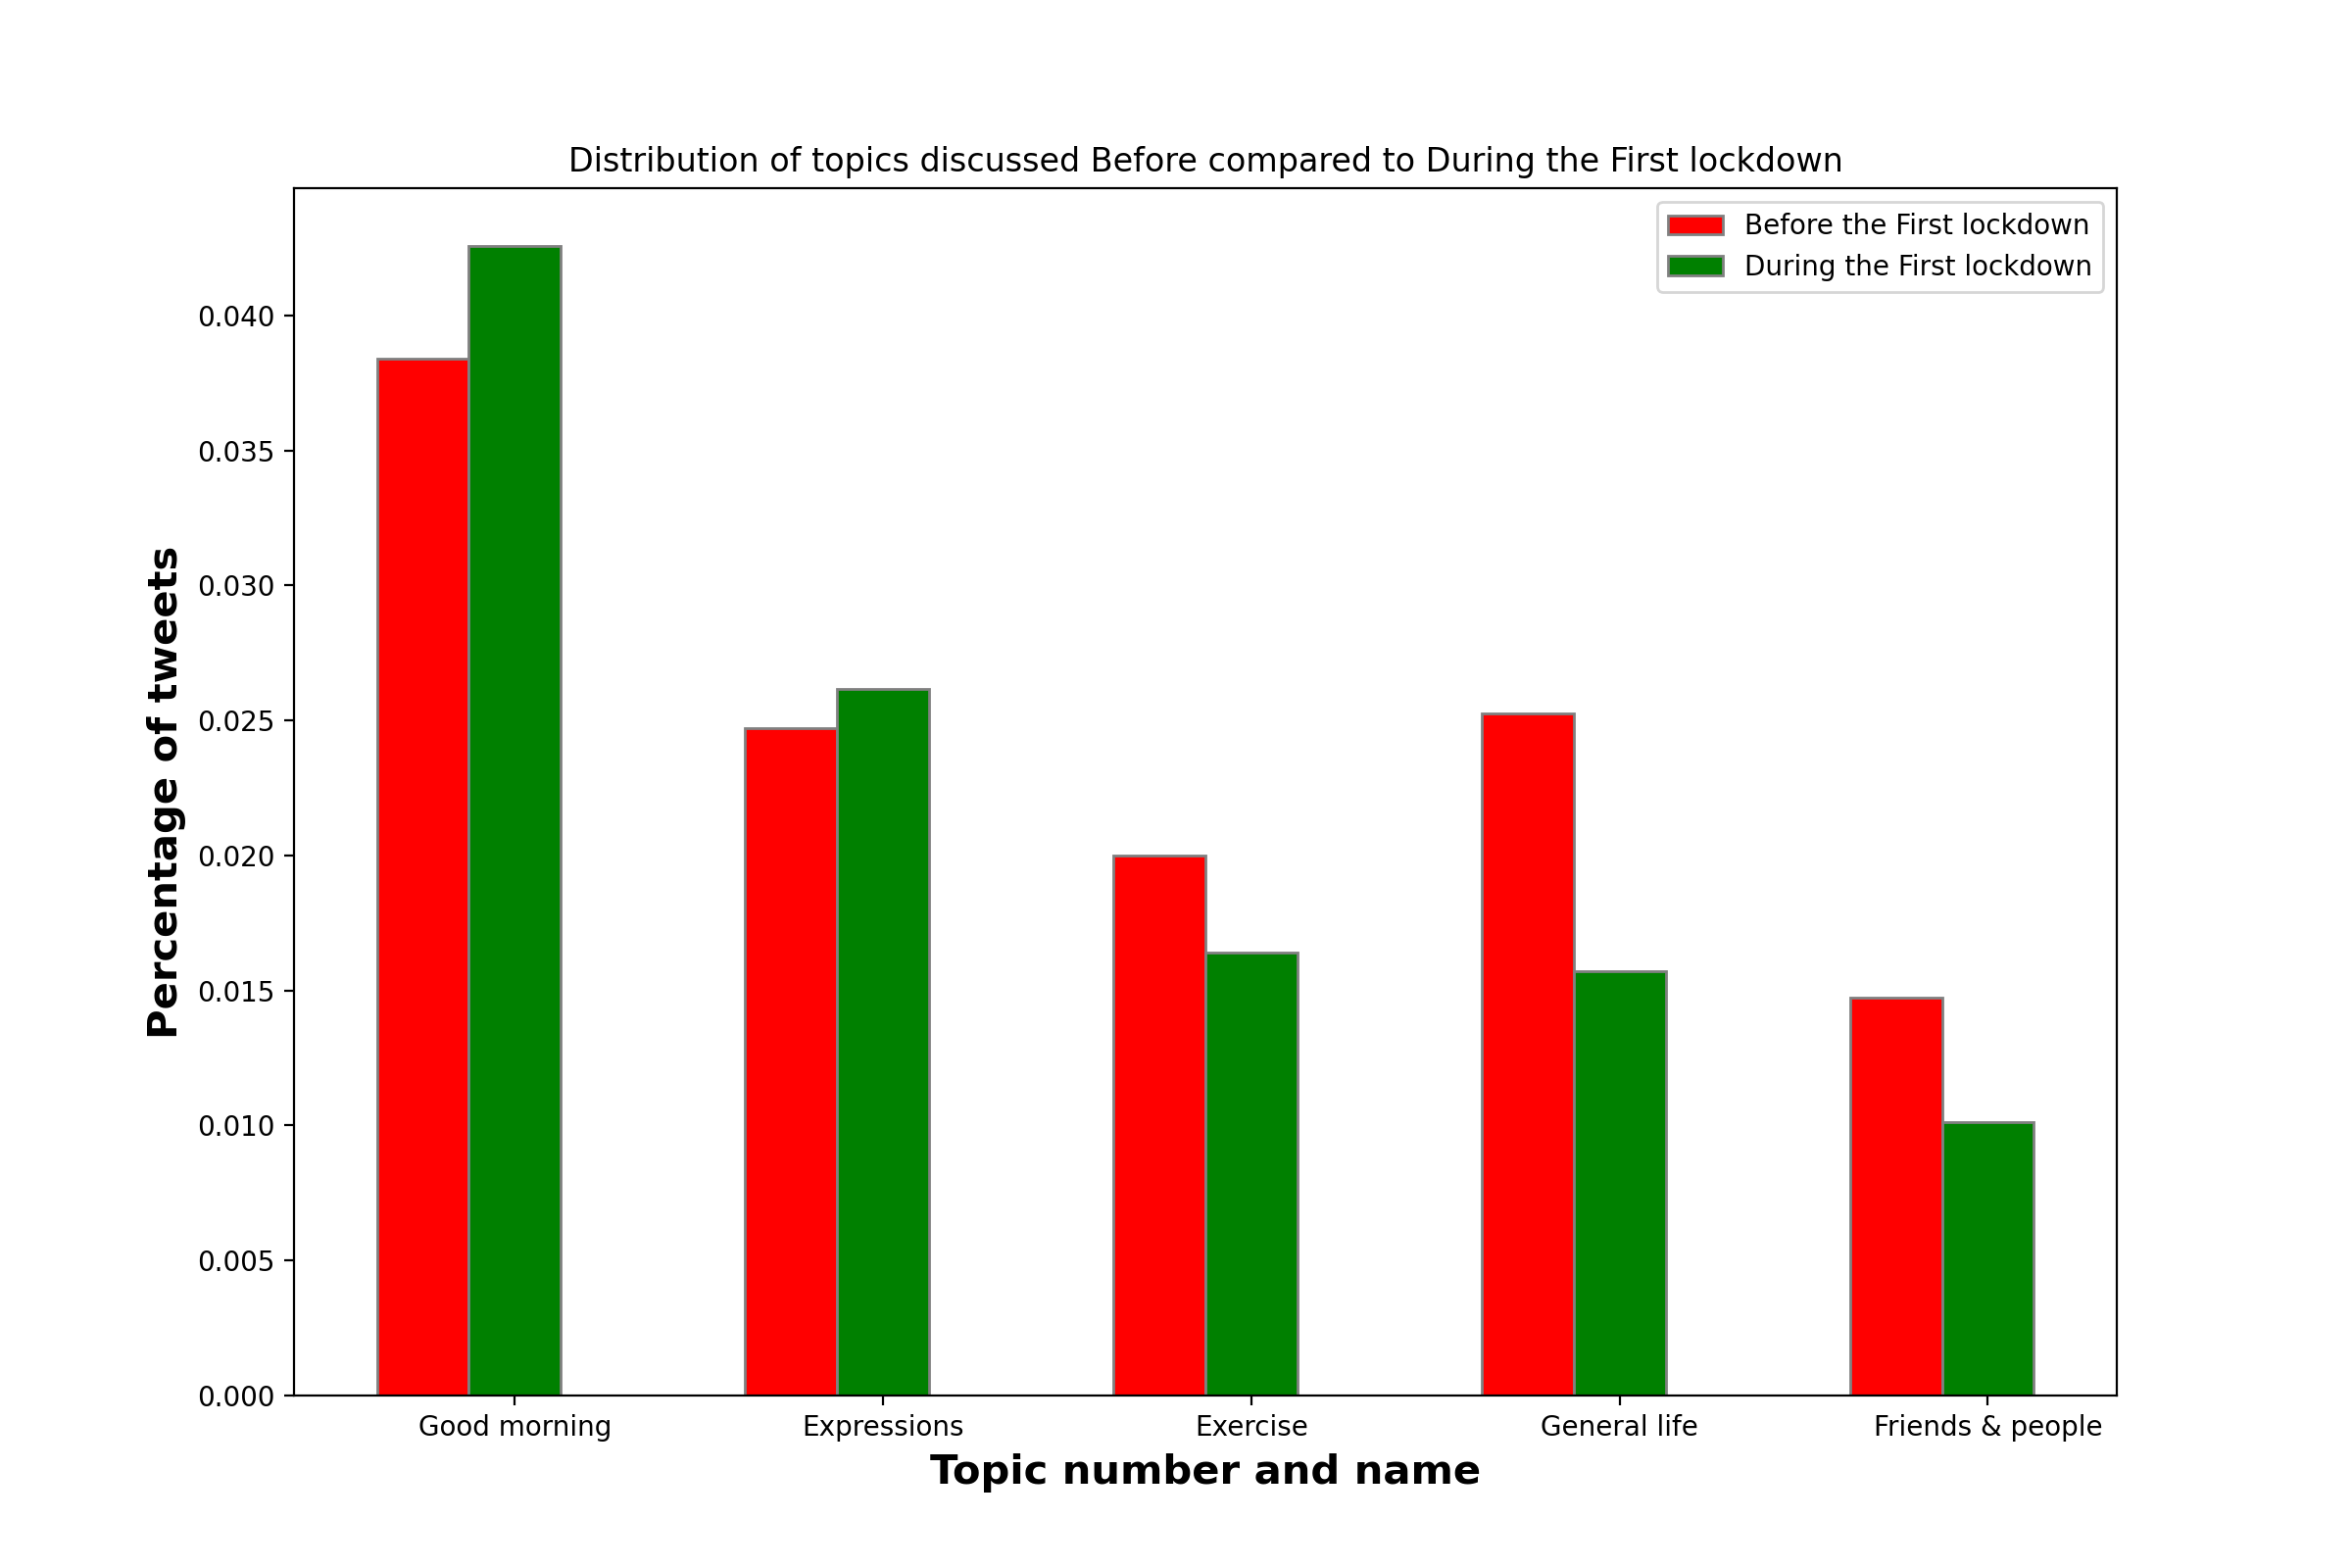 Distribution of topics discussed Before compared to During the First lockdown
Before the First lockdown
During the First lockdown
Percentage of tweets
0.040
0.035
0.030
0.025
0.020
0.015
0.010
0.005
0.000
Good morning
Expressions
Exercise
General life
Friends & people
Topic number and name